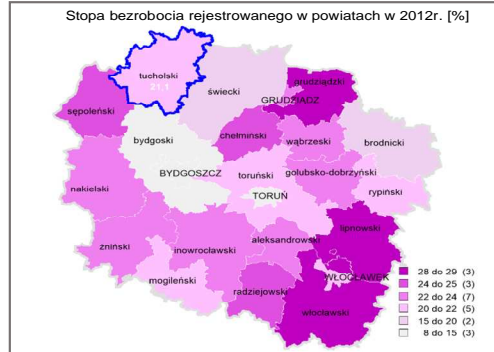 Stopa bezrobocia rejestrowanego w powiatach w 2012r. [%]
tucholski
21,1
świecki
grudziądzki
GRUDZIĄDZ
sępoleński
chełmiński
wąbrzeski
brodnicki
bydgoski
BYDGOSZCZ
toruński
golubsko-dobrzyński
nakielski
TORUŃ
rypiński
lipnowski
aleksandrowski
żniński
inowrocławski
WŁOCŁAWEK
mogileński
radziejowski
włocławski
28 do 29 (3)
24 do 25 (3)
22 do 24 (7)
20 do 22 (5)
15 do 20 (2)
8 do 15 (3)